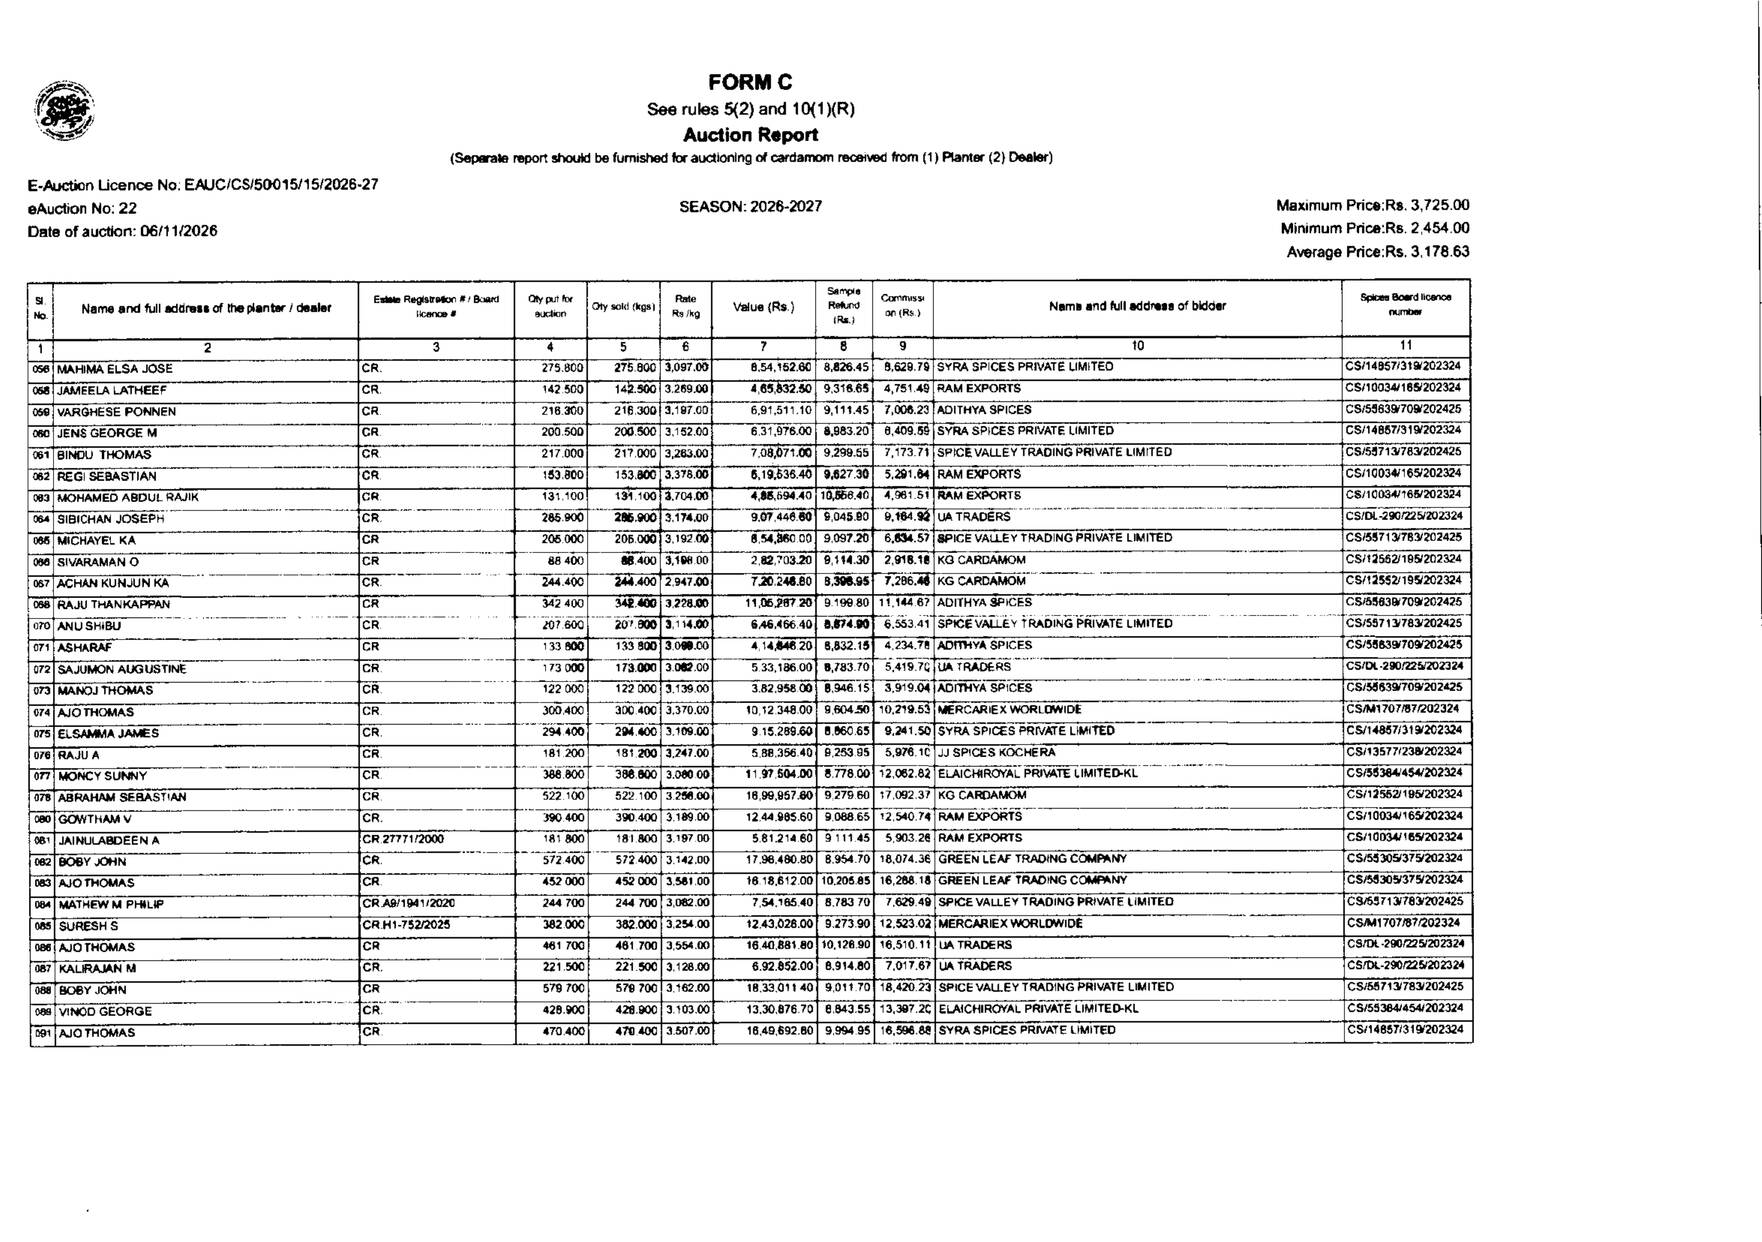 FORM C
See rules 5(2) and 10(1)(R)
Auction Report
(Separate report should be furnished for auctioning of cardamom received from (1) Planter (2) Dealer)
E-Auction Licence No: EAUC/CS/50015/15/2026-27
eAuction No: 22
SEASON: 2026-2027
Date of auction: 06/11/2026
Maximum Price:Rs. 3,725.00
Minimum Price:Rs. 2,454.00
Average Price:Rs. 3,178.63
Sl. No. Name and full address of the planter / dealer Estate Registration # / Board licence # Qty put for auction Qty sold (kgs) Rate Rs /kg Value (Rs.) Sample Refund (Rs.) Commissi on (Rs.) Name and full address of bidder Spices Board licence number
1 2 3 4 5 6 7 8 9 10 11
056 MAHIMA ELSA JOSE CR. 275.800 275.800 3,097.00 8,54,152.60 8,826.45 8,629.79 SYRA SPICES PRIVATE LIMITED CS/14857/319/202324
058 JAMEELA LATHEEF CR. 142.500 142.500 3,269.00 4,65,832.50 9,316.65 4,751.49 RAM EXPORTS CS/10034/165/202324
059 VARGHESE PONNEN CR. 216.300 216.300 3,197.00 6,91,511.10 9,111.45 7,006.23 ADITHYA SPICES CS/55639/709/202425
060 JENS GEORGE M CR. 200.500 200.500 3,152.00 6,31,976.00 8,983.20 6,409.59 SYRA SPICES PRIVATE LIMITED CS/14857/319/202324
061 BINDU THOMAS CR. 217.000 217.000 3,263.00 7,08,071.00 9,299.55 7,173.71 SPICE VALLEY TRADING PRIVATE LIMITED CS/55713/783/202425
062 REGI SEBASTIAN CR. 153.800 153.800 3,378.00 5,19,536.40 9,627.30 5,291.64 RAM EXPORTS CS/10034/165/202324
063 MOHAMED ABDUL RAJIK CR. 131.100 131.100 3,704.00 4,85,594.40 10,556.40 4,961.51 RAM EXPORTS CS/10034/165/202324
064 SIBICHAN JOSEPH CR. 285.900 285.900 3,174.00 9,07,446.60 9,045.90 9,164.92 UA TRADERS CS/DL-290/225/202324
065 MICHAYEL KA CR 205.000 205.000 3,192.00 6,54,360.00 9,097.20 6,634.57 SPICE VALLEY TRADING PRIVATE LIMITED CS/55713/783/202425
066 SIVARAMAN O CR. 88.400 88.400 3,198.00 2,82,703.20 9,114.30 2,918.18 KG CARDAMOM CS/12552/195/202324
067 ACHAN KUNJUN KA CR. 244.400 244.400 2,947.00 7,20,246.80 8,398.95 7,286.46 KG CARDAMOM CS/12552/195/202324
068 RAJU THANKAPPAN CR 342.400 342.400 3,228.00 11,05,267.20 9,199.80 11,144.67 ADITHYA SPICES CS/55639/709/202425
070 ANU SHIBU CR. 207.600 207.600 3,114.00 6,46,466.40 8,874.90 6,553.41 SPICE VALLEY TRADING PRIVATE LIMITED CS/55713/783/202425
071 ASHARAF CR 133.800 133.800 3,099.00 4,14,646.20 8,832.15 4,234.78 ADITHYA SPICES CS/55639/709/202425
072 SAJUMON AUGUSTINE CR. 173.000 173.000 3,082.00 5,33,186.00 8,783.70 5,419.70 UA TRADERS CS/DL-290/225/202324
073 MANOJ THOMAS CR. 122.000 122.000 3,139.00 3,82,958.00 8,946.15 3,919.04 ADITHYA SPICES CS/55639/709/202425
074 AJO THOMAS CR. 300.400 300.400 3,370.00 10,12,348.00 9,604.50 10,219.53 MERCARIEX WORLDWIDE CS/M1707/87/202324
075 ELSAMMA JAMES CR. 294.400 294.400 3,109.00 9,15,289.60 8,860.65 9,241.50 SYRA SPICES PRIVATE LIMITED CS/14857/319/202324
076 RAJU A CR. 181.200 181.200 3,247.00 5,88,356.40 9,253.95 5,976.10 JJ SPICES KOCHERA CS/13577/238/202324
077 MONCY SUNNY CR. 388.800 388.800 3,080.00 11,97,504.00 8,778.00 12,062.82 ELAICHIROYAL PRIVATE LIMITED-KL CS/55384/454/202324
078 ABRAHAM SEBASTIAN CR. 522.100 522.100 3,256.00 16,99,957.60 9,279.60 17,092.37 KG CARDAMOM CS/12552/195/202324
080 GOWTHAM V CR. 390.400 390.400 3,189.00 12,44,985.60 9,088.65 12,540.74 RAM EXPORTS CS/10034/165/202324
081 JAINULABDEEN A CR.27771/2000 181.800 181.800 3,197.00 5,81,214.60 9,111.45 5,903.26 RAM EXPORTS CS/10034/165/202324
082 BOBY JOHN CR. 572.400 572.400 3,142.00 17,98,480.80 8,954.70 18,074.36 GREEN LEAF TRADING COMPANY CS/55305/375/202324
083 AJO THOMAS CR. 452.000 452.000 3,581.00 16,18,612.00 10,205.85 16,288.18 GREEN LEAF TRADING COMPANY CS/55305/375/202324
084 MATHEW M PHILIP CR.A9/1941/2020 244.700 244.700 3,082.00 7,54,165.40 8,783.70 7,629.49 SPICE VALLEY TRADING PRIVATE LIMITED CS/55713/783/202425
085 SURESH S CR.H1-752/2025 382.000 382.000 3,254.00 12,43,028.00 9,273.90 12,523.02 MERCARIEX WORLDWIDE CS/M1707/87/202324
086 AJO THOMAS CR 461.700 461.700 3,554.00 16,40,881.80 10,128.90 16,510.11 UA TRADERS CS/DL-290/225/202324
087 KALIRAJAN M CR. 221.500 221.500 3,128.00 6,92,852.00 8,914.80 7,017.67 UA TRADERS CS/DL-290/225/202324
088 BOBY JOHN CR 579.700 579.700 3,162.00 18,33,011.40 9,011.70 18,420.23 SPICE VALLEY TRADING PRIVATE LIMITED CS/55713/783/202425
089 VINOD GEORGE CR. 428.900 428.900 3,103.00 13,30,876.70 8,843.55 13,397.20 ELAICHIROYAL PRIVATE LIMITED-KL CS/55384/454/202324
091 AJO THOMAS CR. 470.400 470.400 3,507.00 16,49,692.80 9,994.95 16,596.88 SYRA SPICES PRIVATE LIMITED CS/14857/319/202324